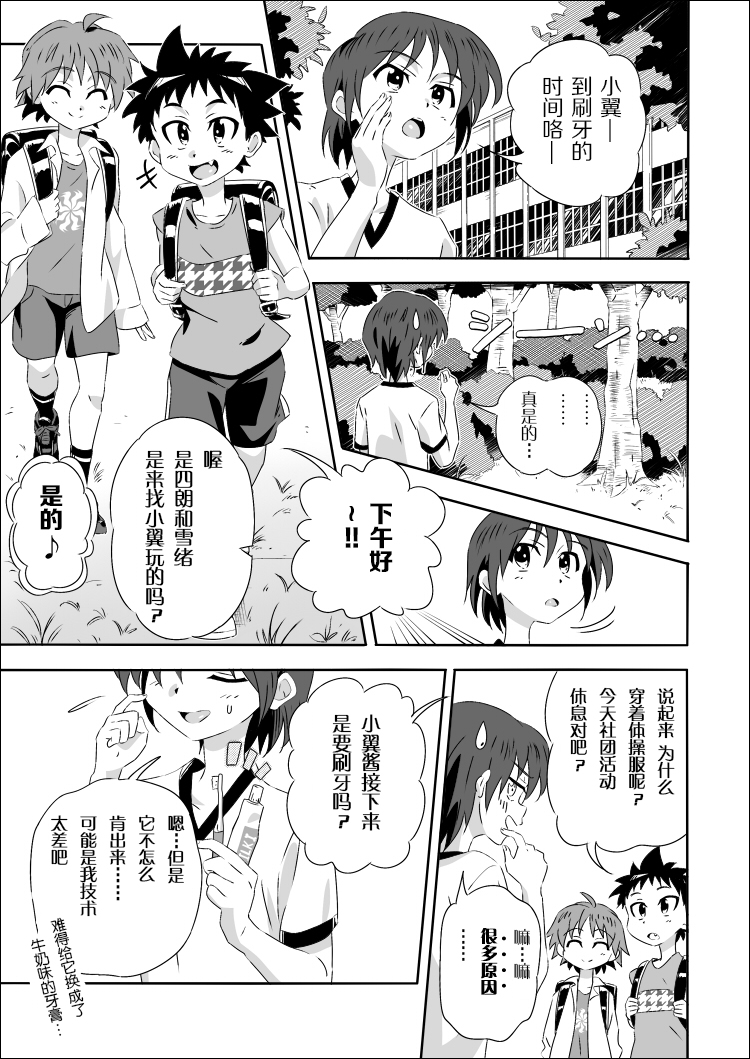 小翼—
到刷牙的
时间咯—
シーーン…
………
真是的…
下午好
~!!
喔
是四朗和雪绪
是来找小翼玩的吗？
是的♪
说起来 为什么
穿着体操服呢？
今天社团活动
休息对吧？
嘛…嘛
很多原因
……
小翼酱接下来
是要刷牙吗？
MILKY
嗯…但是
它不怎么
肯出来……
可能是我技术
太差吧
难得给它换成了
牛奶味的牙膏…